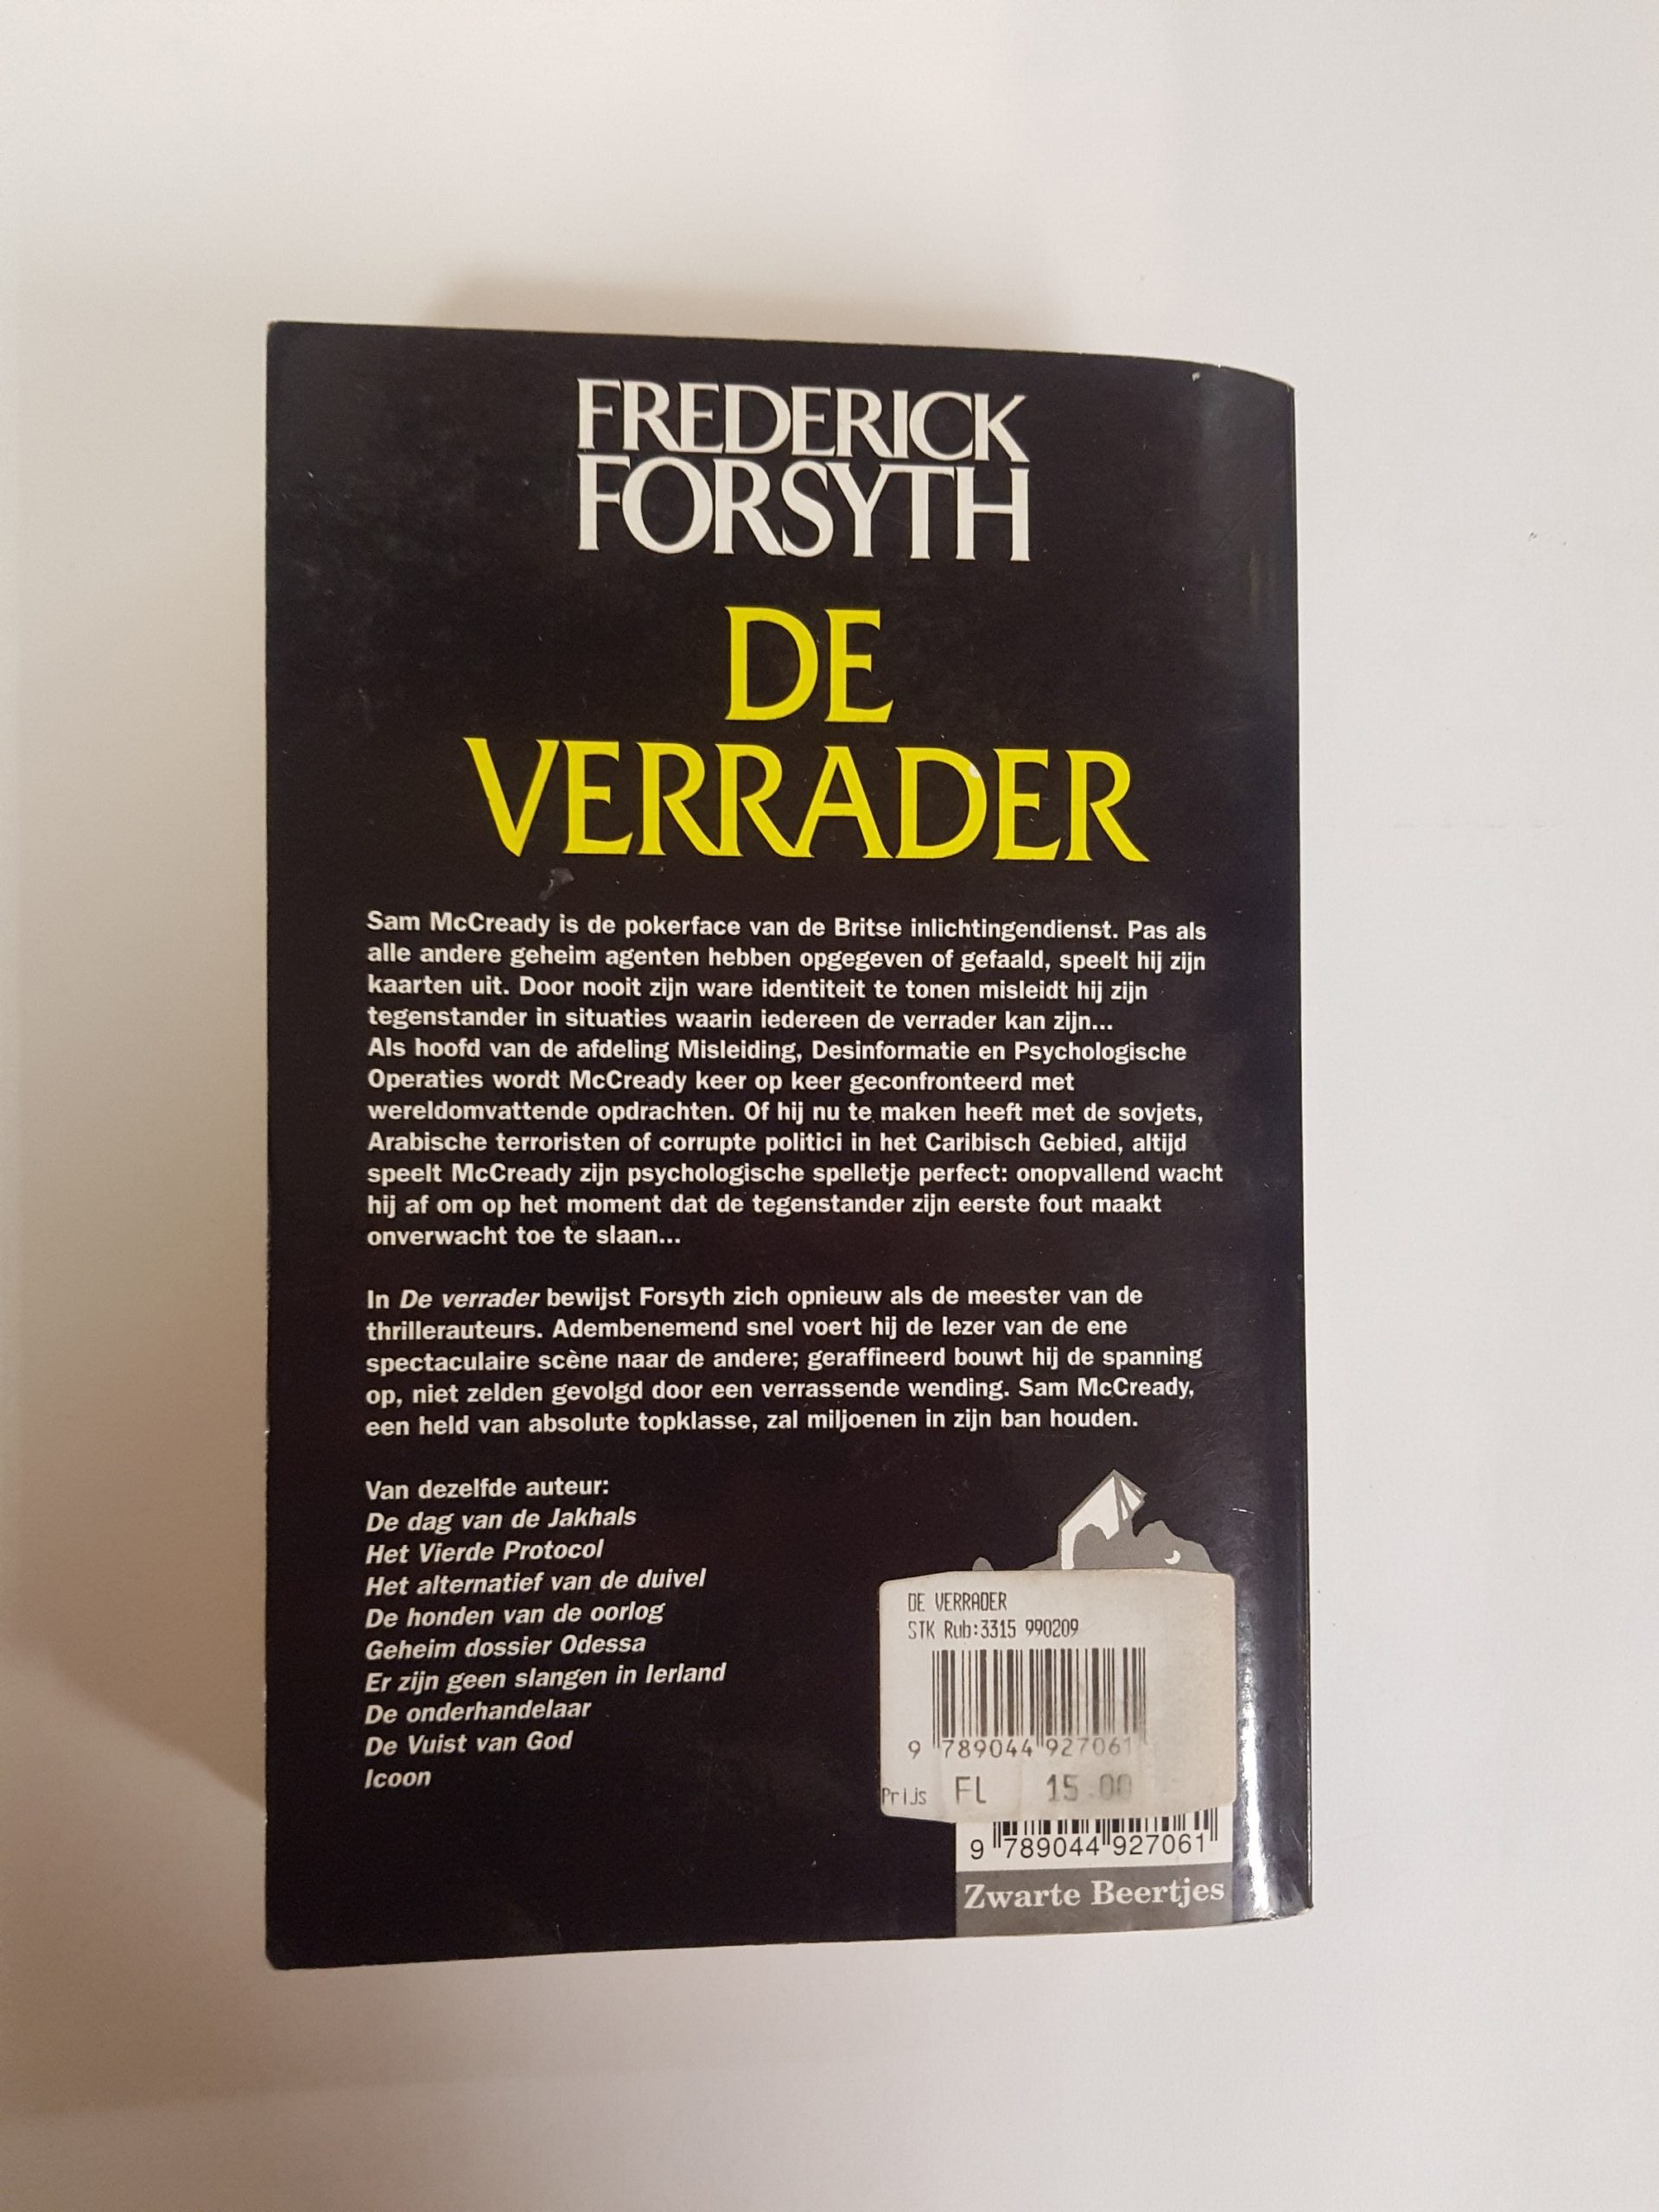 FREDERICK
FORSYTH
DE
VERRADER
Sam McCready is de pokerface van de Britse inlichtingendienst. Pas als
alle andere geheim agenten hebben opgegeven of gefaald, speelt hij zijn
kaarten uit. Door nooit zijn ware identiteit te tonen misleidt hij zijn
tegenstander in situaties waarin iedereen de verrader kan zijn...
Als hoofd van de afdeling Misleiding, Desinformatie en Psychologische
Operaties wordt McCready keer op keer geconfronteerd met
wereldomvattende opdrachten. Of hij nu te maken heeft met de sovjets,
Arabische terroristen of corrupte politici in het Caribisch Gebied, altijd
speelt McCready zijn psychologische spelletje perfect: onopvallend wacht
hij af om op het moment dat de tegenstander zijn eerste fout maakt
onverwacht toe te slaan...
In De verrader bewijst Forsyth zich opnieuw als de meester van de
thrillerauteurs. Adembenemend snel voert hij de lezer van de ene
spectaculaire scène naar de andere; geraffineerd bouwt hij de spanning
op, niet zelden gevolgd door een verrassende wending. Sam McCready,
een held van absolute topklasse, zal miljoenen in zijn ban houden.
Van dezelfde auteur:
De dag van de Jakhals
Het Vierde Protocol
Het alternatief van de duivel
De honden van de oorlog
Geheim dossier Odessa
Er zijn geen slangen in Ierland
De onderhandelaar
De Vuist van God
Icoon
DE VERRADER
STK Rub:3315 990209
9 789044 927061
Prijs FL 15.00
9 789044 927061
Zwarte Beertjes